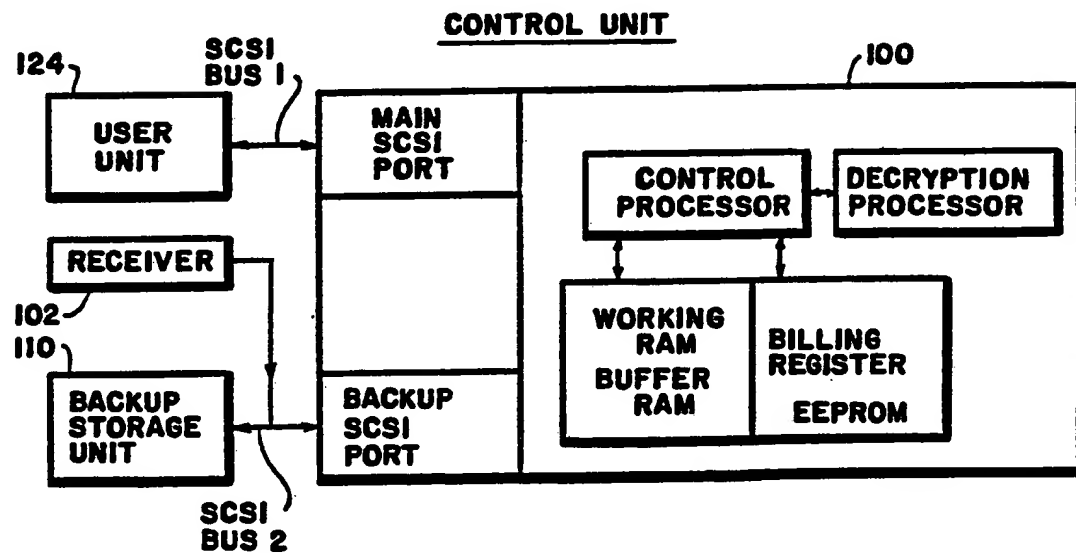 CONTROL UNIT
124
SCSI
BUS 1
100
USER
UNIT
MAIN
SCSI
PORT
CONTROL
PROCESSOR
DECRYPTION
PROCESSOR
RECEIVER
102
110
WORKING
RAM
BUFFER
RAM
BILLING
REGISTER
EEPROM
BACKUP
STORAGE
UNIT
BACKUP
SCSI
PORT
SCSI
BUS 2